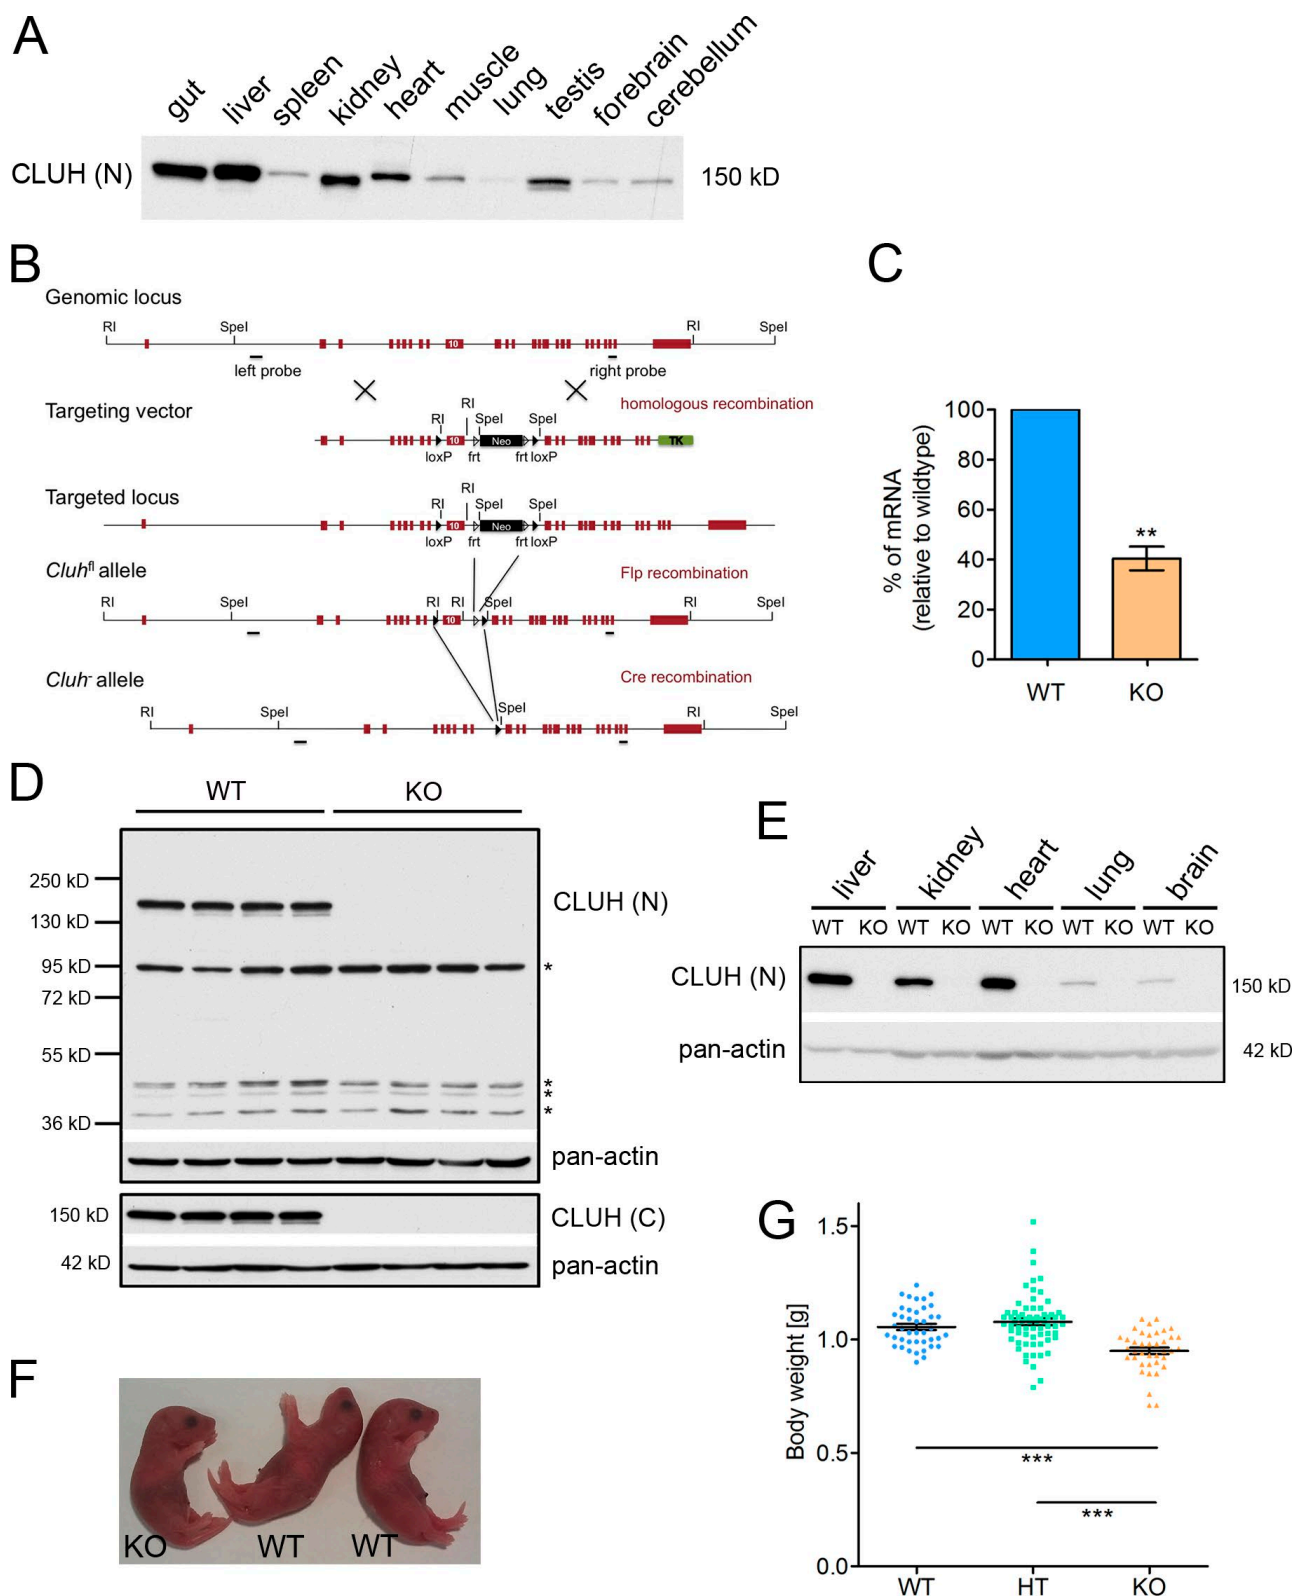 A
gut liver spleen kidney heart muscle lung testis forebrain cerebellum
CLUH (N) 150 kD
B
Genomic locus
RI SpeI RI SpeI
10
left probe right probe
Targeting vector homologous recombination
RI
RI SpeI SpeI
10 Neo TK
loxP frt frt loxP
Targeted locus
RI
RI SpeI SpeI
10 Neo
loxP frt frt loxP
Cluhfl allele Flp recombination
RI SpeI RI RI SpeI RI SpeI
10
Cluh- allele Cre recombination
RI SpeI SpeI RI SpeI
C
% of mRNA
(relative to wildtype)
100
80
60
40
20
0
**
WT KO
D
WT KO
250 kD
CLUH (N)
130 kD
95 kD *
72 kD
55 kD
*
*
*
36 kD
pan-actin
150 kD CLUH (C)
42 kD pan-actin
E
liver kidney heart lung brain
WT KO WT KO WT KO WT KO WT KO
CLUH (N) 150 kD
pan-actin 42 kD
F
KO WT WT
G
Body weight [g]
1.5
1.0
0.5
0.0
***
***
WT HT KO